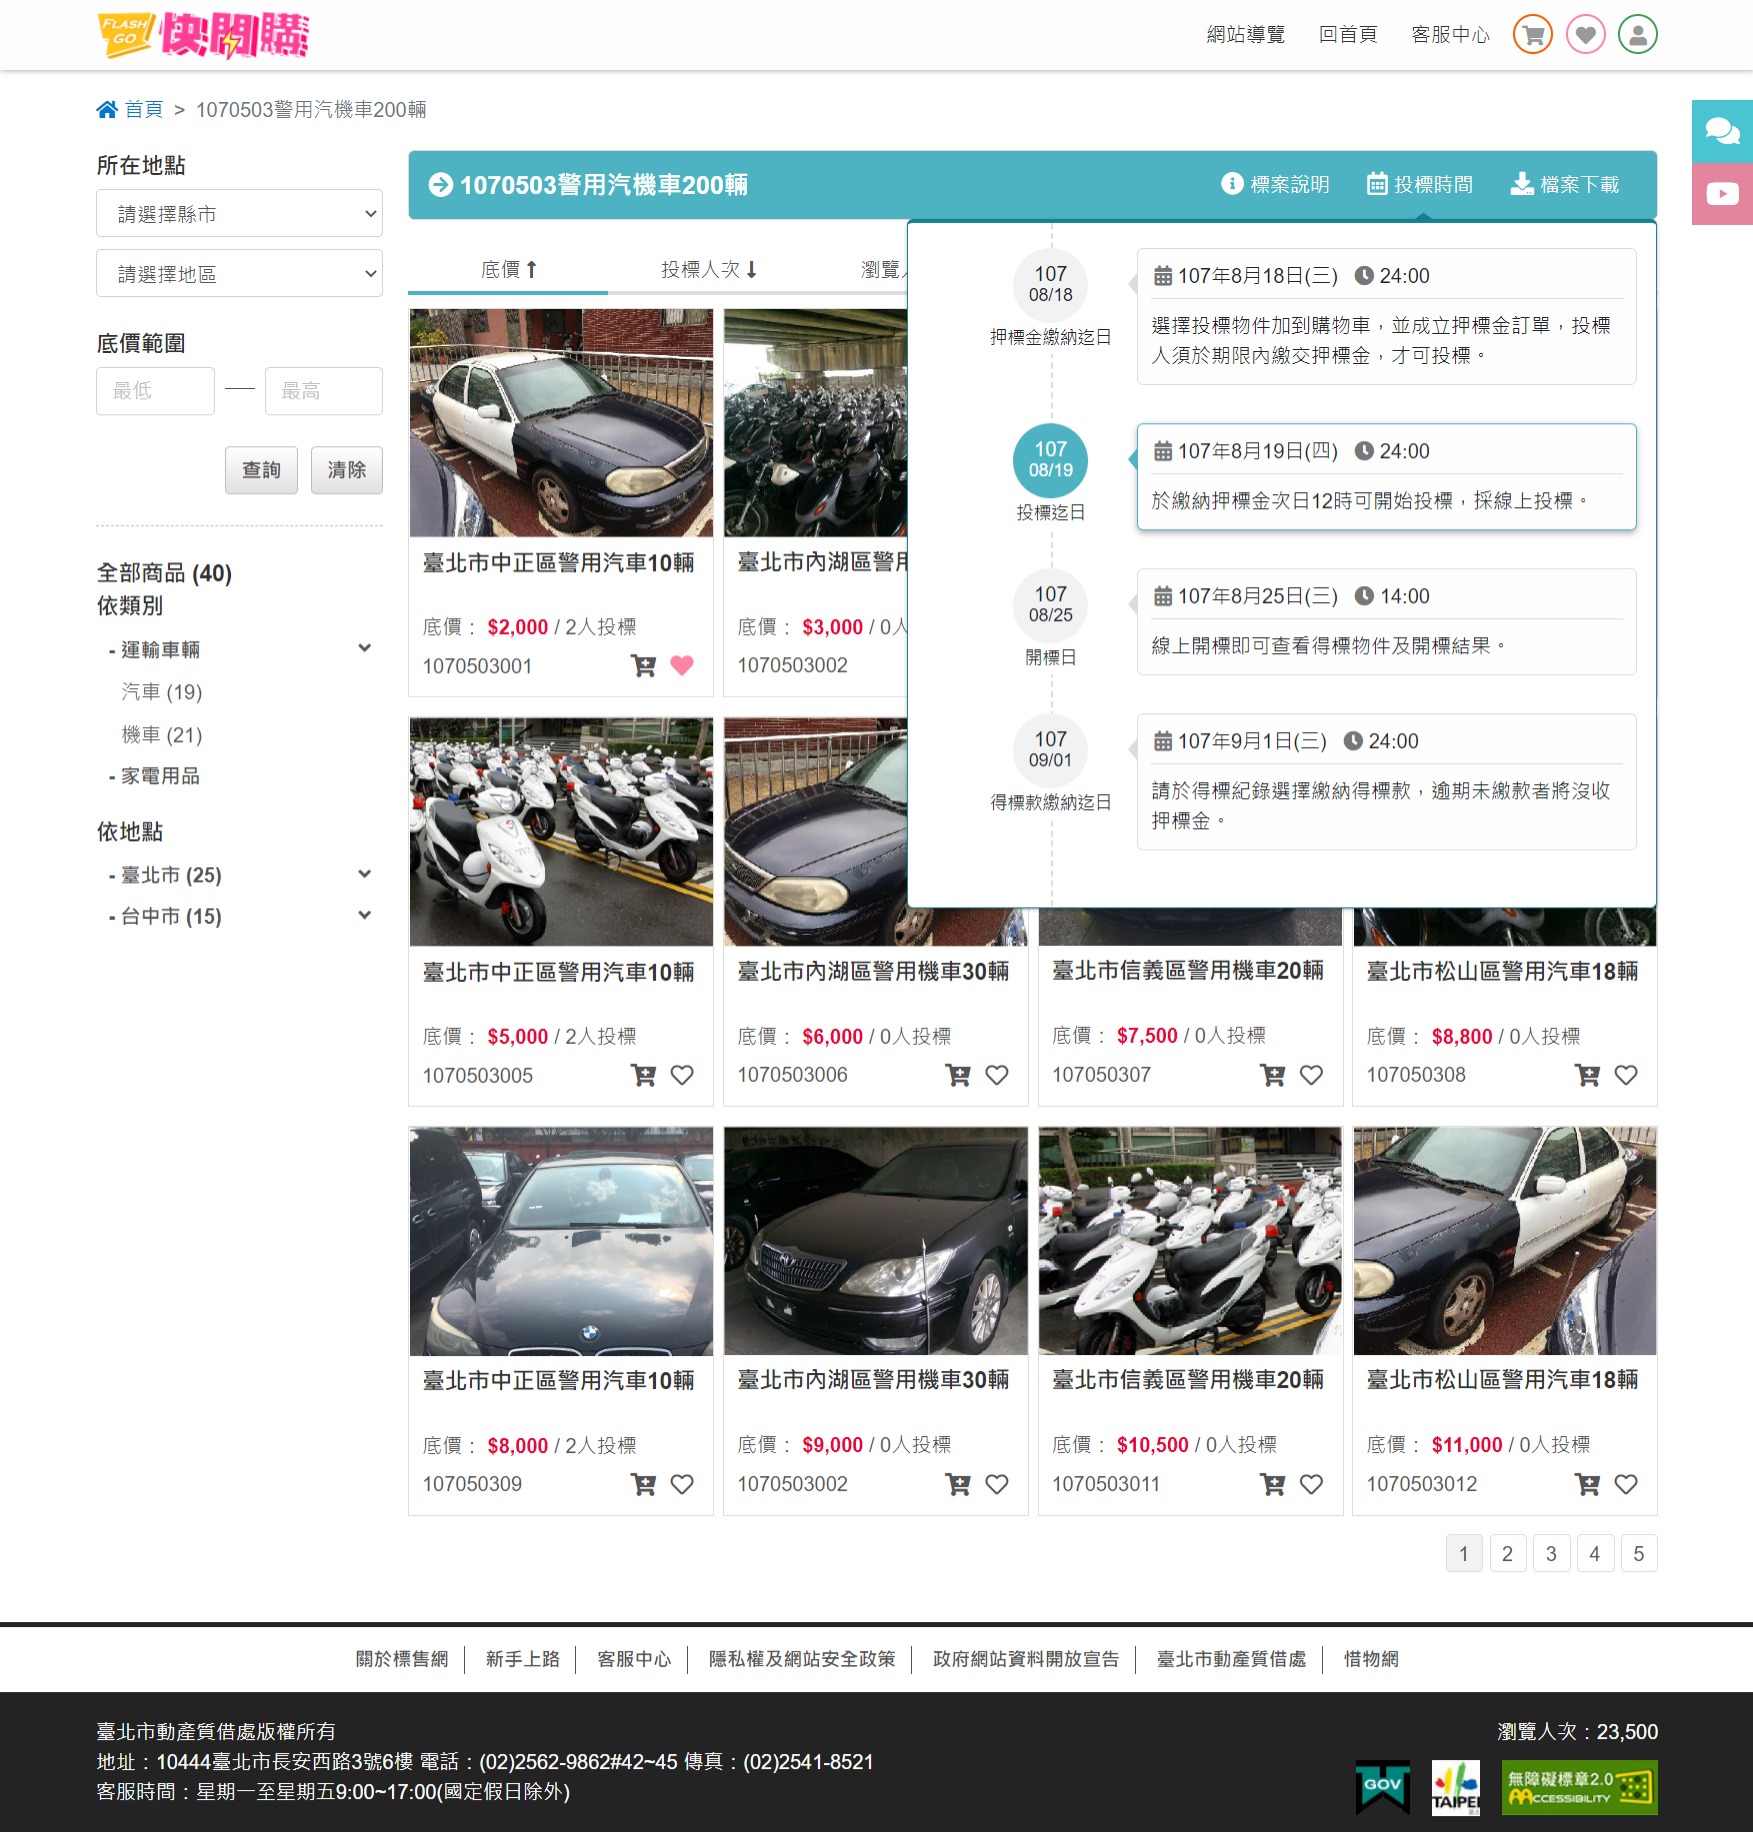 FLASH GO 快閃購
網站導覽 回首頁 客服中心
首頁 > 1070503警用汽機車200輛
所在地點
請選擇縣市
請選擇地區
底價範圍
最低 — 最高
查詢 清除
全部商品 (40)
依類別
- 運輸車輛
汽車 (19)
機車 (21)
- 家電用品
依地點
- 臺北市 (25)
- 台中市 (15)
1070503警用汽機車200輛
標案說明 投標時間 檔案下載
底價 投標人次 瀏覽
107
08/18
押標金繳納迄日
107年8月18日(三) 24:00
選擇投標物件加到購物車，並成立押標金訂單，投標
人須於期限內繳交押標金，才可投標。
107
08/19
投標迄日
107年8月19日(四) 24:00
於繳納押標金次日12時可開始投標，採線上投標。
107
08/25
開標日
107年8月25日(三) 14:00
線上開標即可查看得標物件及開標結果。
107
09/01
得標款繳納迄日
107年9月1日(三) 24:00
請於得標紀錄選擇繳納得標款，逾期未繳款者將沒收
押標金。
臺北市中正區警用汽車10輛
底價： $2,000 / 2人投標
1070503001
臺北市內湖區警用
底價： $3,000 / 0人
1070503002
臺北市中正區警用汽車10輛
底價： $5,000 / 2人投標
1070503005
臺北市內湖區警用機車30輛
底價： $6,000 / 0人投標
1070503006
臺北市信義區警用機車20輛
底價： $7,500 / 0人投標
107050307
臺北市松山區警用汽車18輛
底價： $8,800 / 0人投標
107050308
臺北市中正區警用汽車10輛
底價： $8,000 / 2人投標
107050309
臺北市內湖區警用機車30輛
底價： $9,000 / 0人投標
1070503002
臺北市信義區警用機車20輛
底價： $10,500 / 0人投標
1070503011
臺北市松山區警用汽車18輛
底價： $11,000 / 0人投標
1070503012
1 2 3 4 5
關於標售網 新手上路 客服中心 隱私權及網站安全政策 政府網站資料開放宣告 臺北市動產質借處 惜物網
臺北市動產質借處版權所有
地址：10444臺北市長安西路3號6樓 電話：(02)2562-9862#42~45 傳真：(02)2541-8521
客服時間：星期一至星期五9:00~17:00(國定假日除外)
瀏覽人次：23,500
GOV
TAIPEI
無障礙標章2.0
ACCESSIBILITY